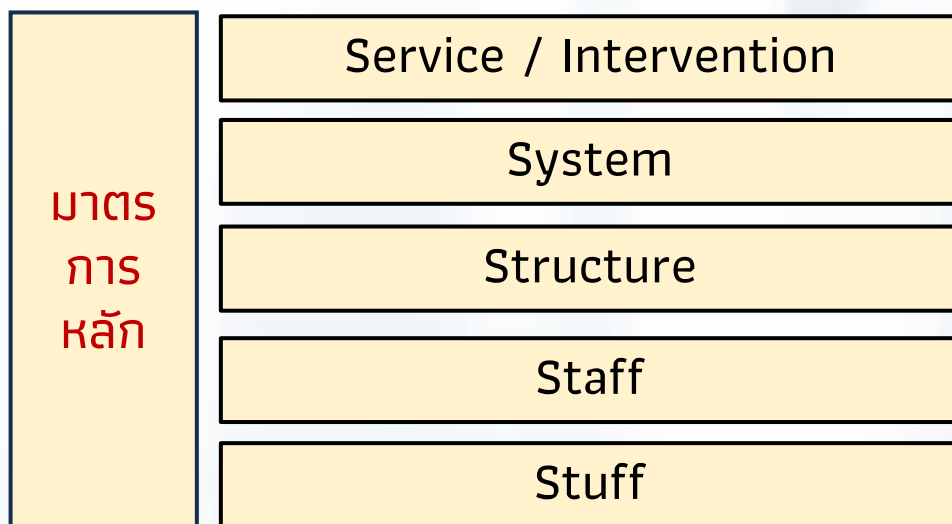 มาตร
การ
หลัก
Service / Intervention
System
Structure
Staff
Stuff